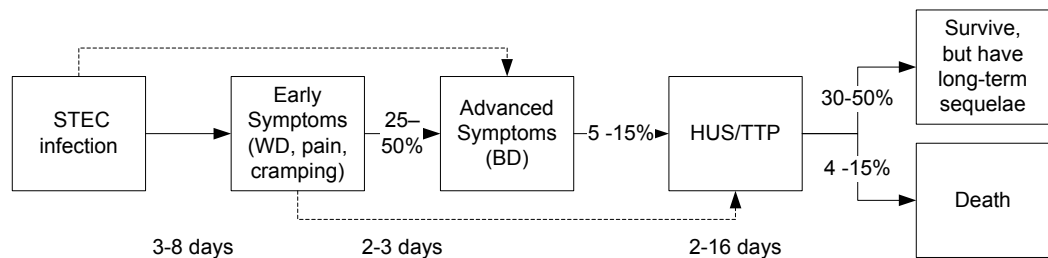 STEC
infection
Early
Symptoms
(WD, pain,
cramping)
25–
50%
Advanced
Symptoms
(BD)
5 -15%
HUS/TTP
30-50%
4 -15%
Survive,
but have
long-term
sequelae
Death
3-8 days
2-3 days
2-16 days